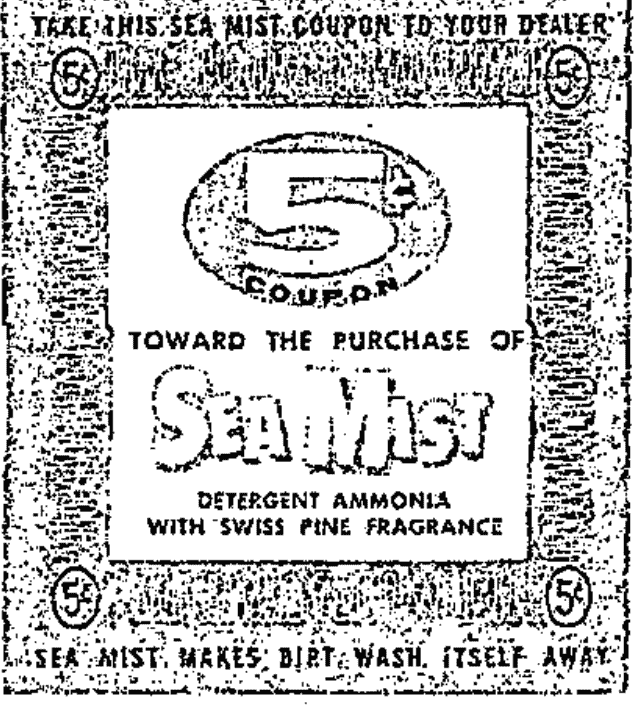 TAKE THIS SEA MIST COUPON TO YOUR DEALER
5¢ 5¢
5¢
COUPON
TOWARD THE PURCHASE OF
SEA MIST
DETERGENT AMMONIA
WITH SWISS PINE FRAGRANCE
5¢ 5¢
SEA MIST MAKES DIRT WASH ITSELF AWAY